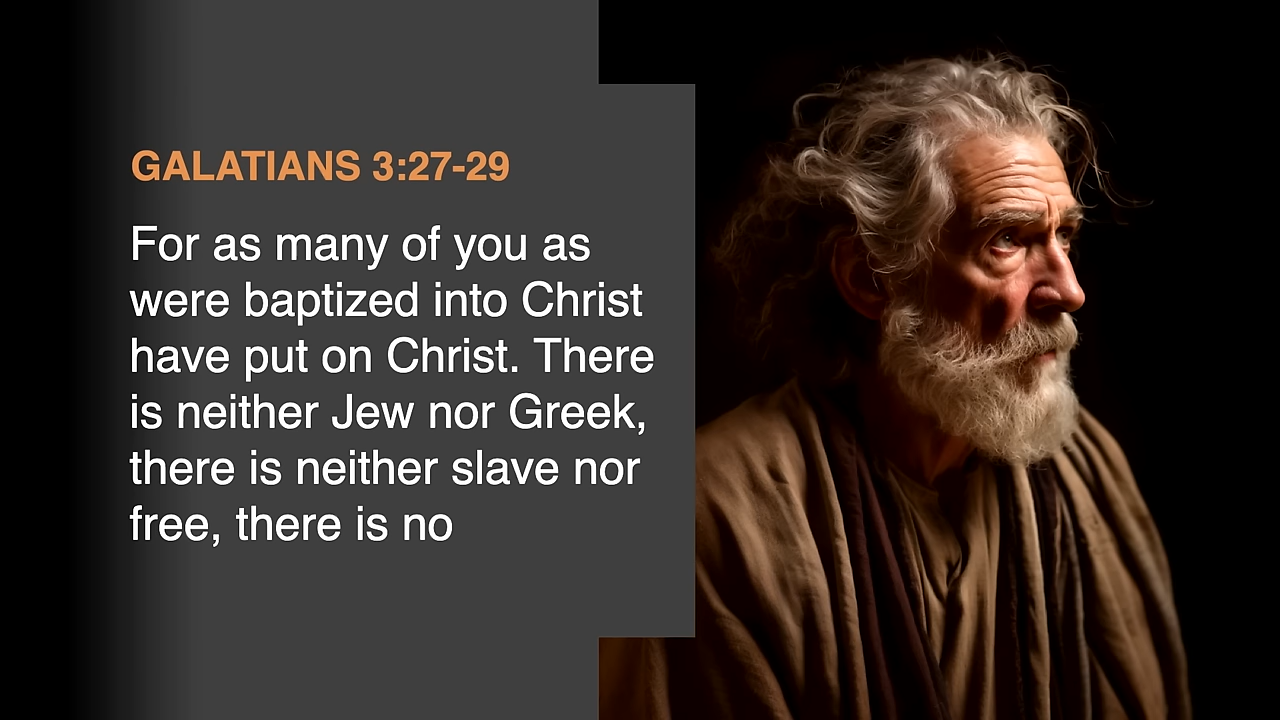 GALATIANS 3:27-29
For as many of you as
were baptized into Christ
have put on Christ. There
is neither Jew nor Greek,
there is neither slave nor
free, there is no